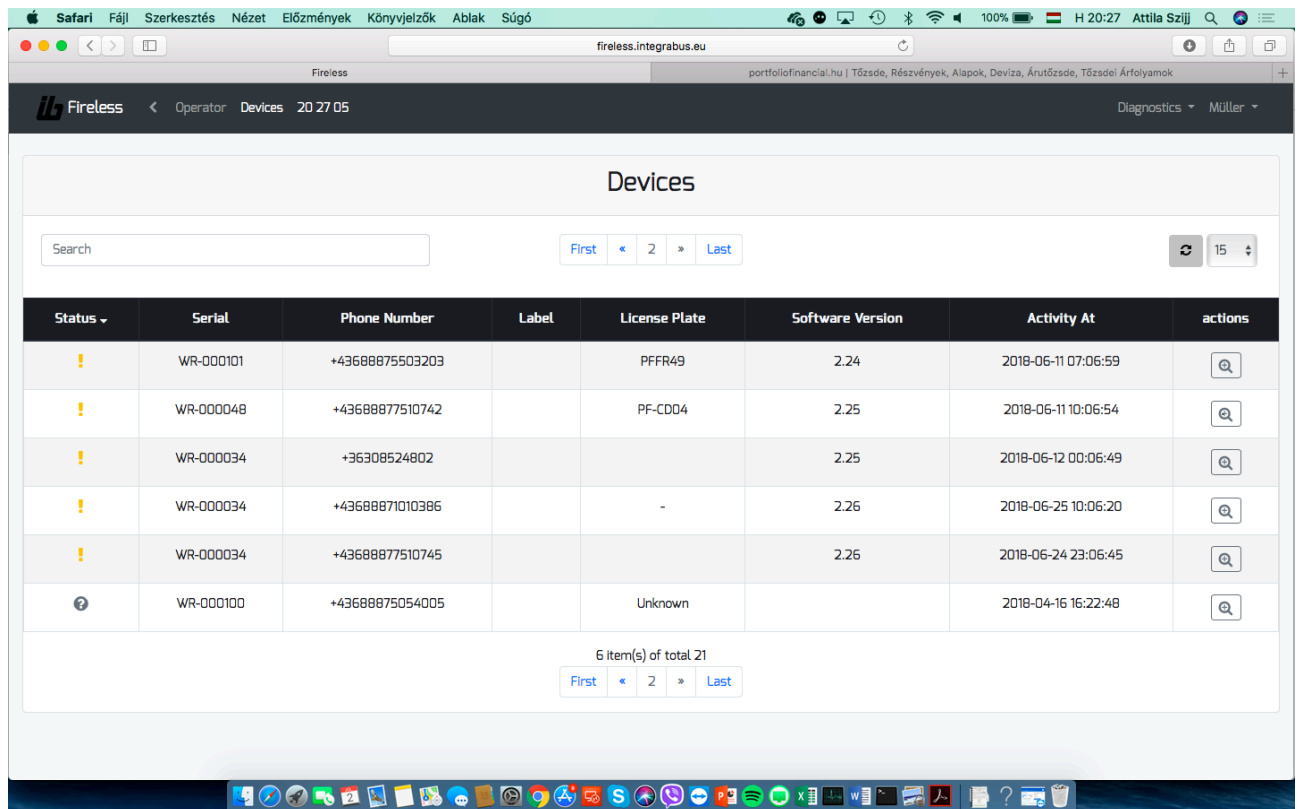 Safari Fájl Szerkesztés Nézet Előzmények Könyvjelzők Ablak Súgó 100% H 20:27 Attila Szijj
fireless.integrabus.eu
Fireless portfoliofinancial.hu | Tőzsde, Részvények, Alapok, Deviza, Árutőzsde, Tőzsdei Árfolyamok
ib Fireless Operator Devices 20 27 05 Diagnostics Müller
Devices
Search First « 2 » Last 15
Status Serial Phone Number Label License Plate Software Version Activity At actions
! WR-000101 +43688875503203 PFFR49 2.24 2018-06-11 07:06:59
! WR-000048 +43688877510742 PF-CD04 2.25 2018-06-11 10:06:54
! WR-000034 +36308524802 2.25 2018-06-12 00:06:49
! WR-000034 +43688871010386 - 2.26 2018-06-25 10:06:20
! WR-000034 +43688877510745 2.26 2018-06-24 23:06:45
? WR-000100 +43688875054005 Unknown 2018-04-16 16:22:48
6 item(s) of total 21
First « 2 » Last